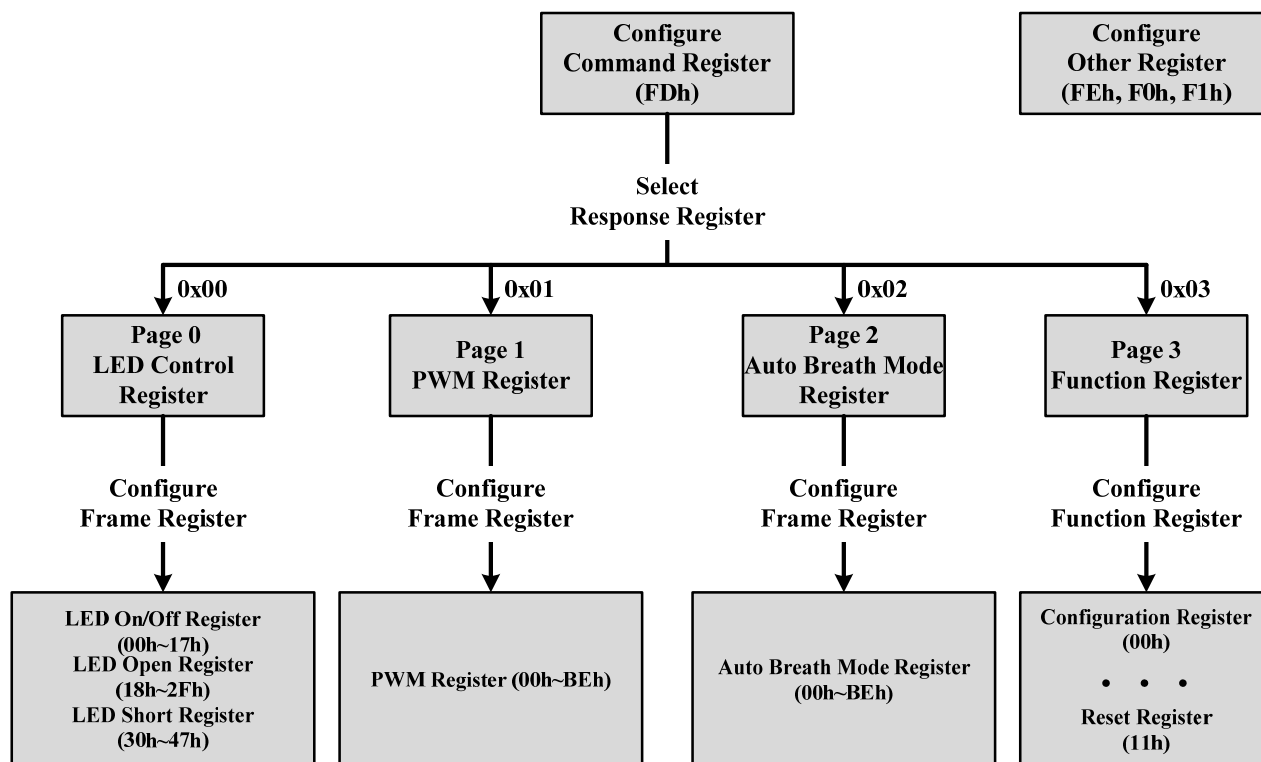 Configure
Command Register
(FDh)
Configure
Other Register
(FEh, F0h, F1h)
Select
Response Register
0x00
0x01
0x02
0x03
Page 0
LED Control
Register
Page 1
PWM Register
Page 2
Auto Breath Mode
Register
Page 3
Function Register
Configure
Frame Register
Configure
Frame Register
Configure
Frame Register
Configure
Function Register
LED On/Off Register
(00h~17h)
LED Open Register
(18h~2Fh)
LED Short Register
(30h~47h)
PWM Register (00h~BEh)
Auto Breath Mode Register
(00h~BEh)
Configuration Register
(00h)
• • •
Reset Register
(11h)